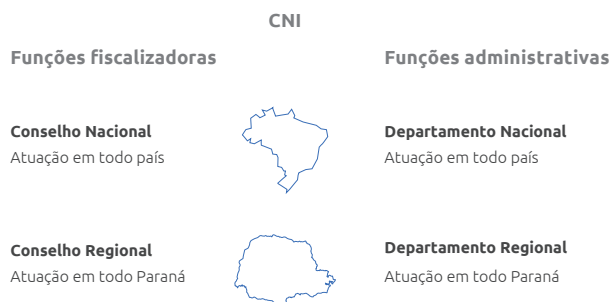 CNI
Funções fiscalizadoras
Funções administrativas
Conselho Nacional
Atuação em todo país
Departamento Nacional
Atuação em todo país
Conselho Regional
Atuação em todo Paraná
Departamento Regional
Atuação em todo Paraná